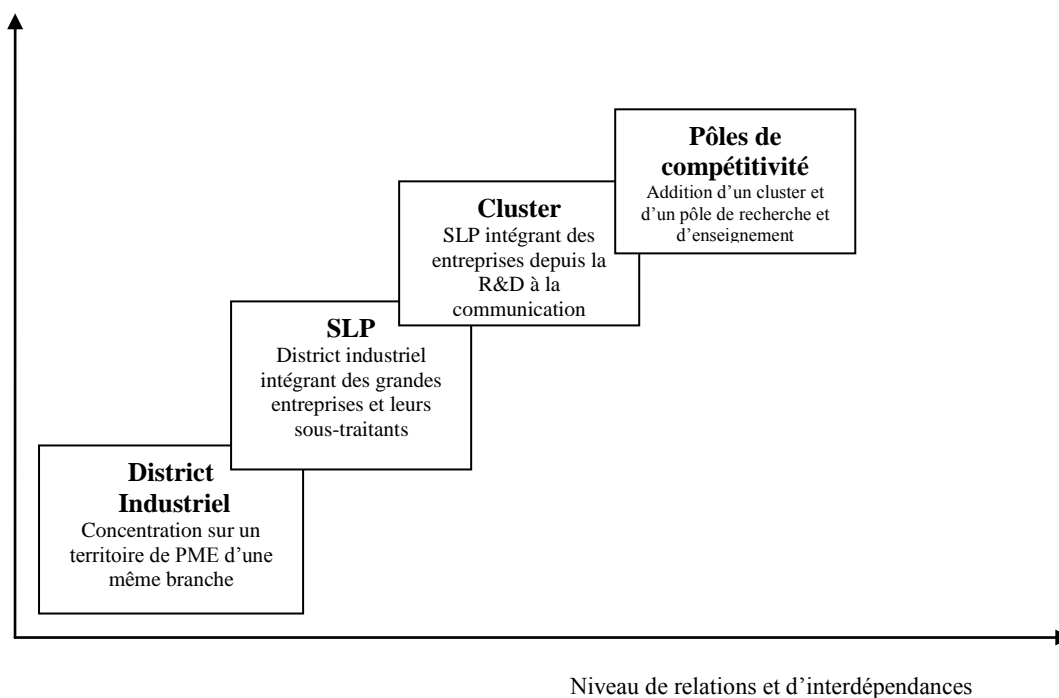 Pôles de
compétitivité
Addition d’un cluster et
d’un pôle de recherche et
d’enseignement
Cluster
SLP intégrant des
entreprises depuis la
R&D à la
communication
SLP
District industriel
intégrant des grandes
entreprises et leurs
sous-traitants
District
Industriel
Concentration sur un
territoire de PME d’une
même branche
Niveau de relations et d’interdépendances